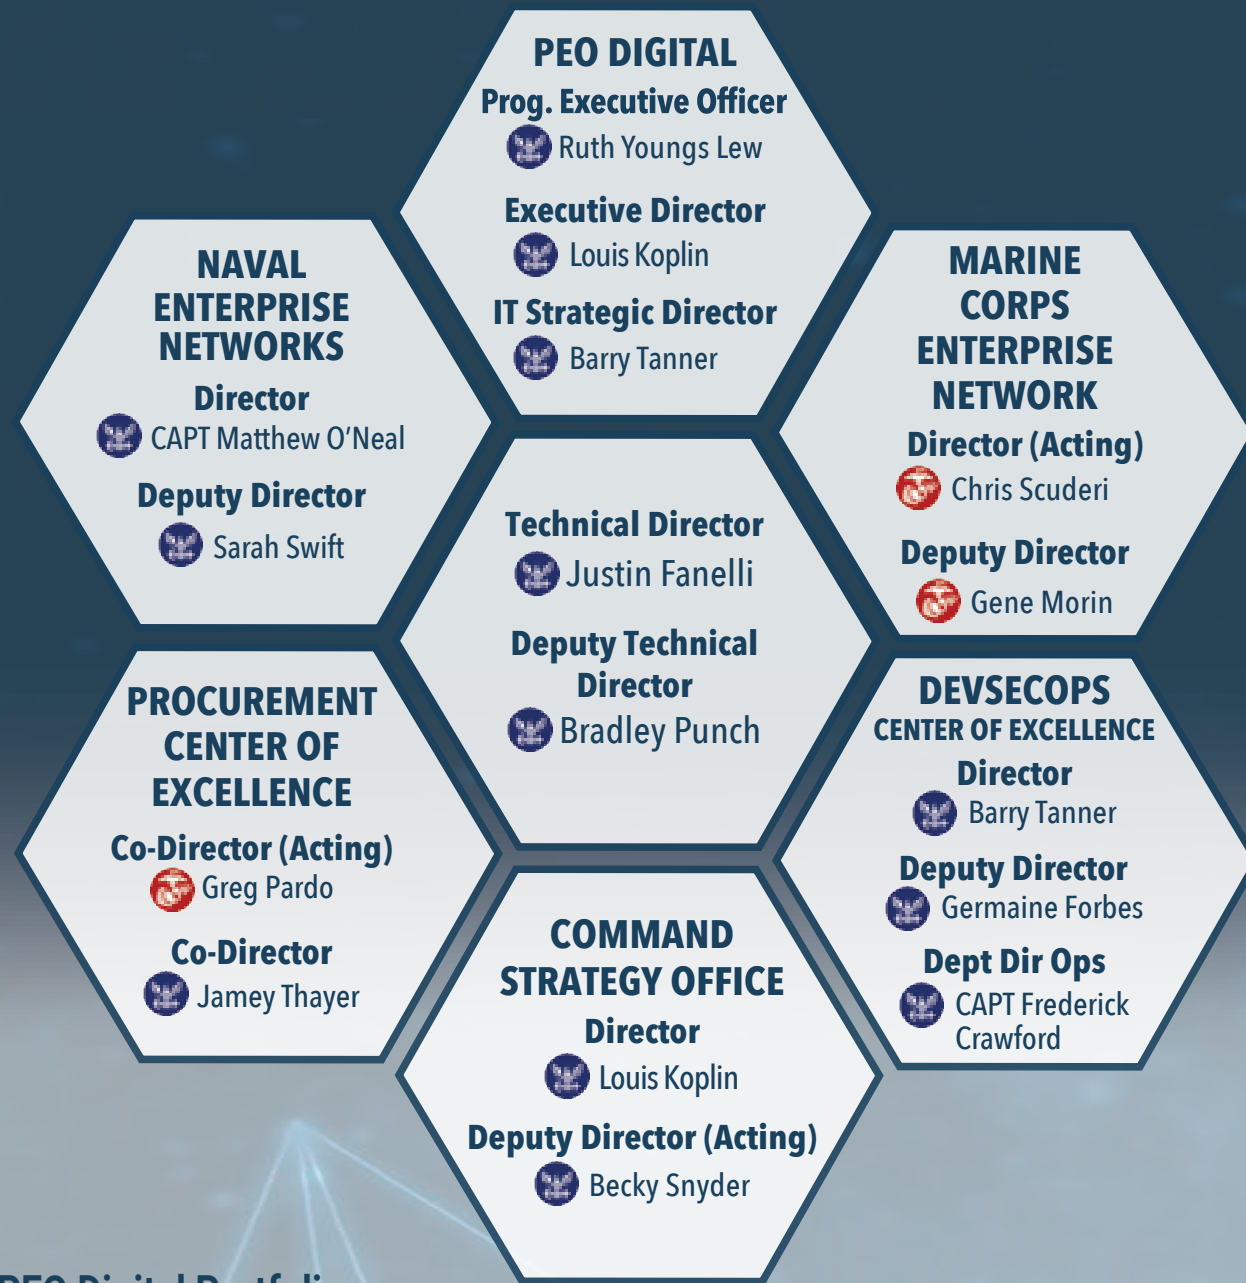 PEO DIGITAL
Prog. Executive Officer
Ruth Youngs Lew
Executive Director
Louis Koplin
IT Strategic Director
Barry Tanner
NAVAL
ENTERPRISE
NETWORKS
Director
CAPT Matthew O'Neal
Deputy Director
Sarah Swift
MARINE
CORPS
ENTERPRISE
NETWORK
Director (Acting)
Chris Scuderi
Deputy Director
Gene Morin
Technical Director
Justin Fanelli
Deputy Technical
Director
Bradley Punch
PROCUREMENT
CENTER OF
EXCELLENCE
Co-Director (Acting)
Greg Pardo
Co-Director
Jamey Thayer
DEVSECOPS
CENTER OF EXCELLENCE
Director
Barry Tanner
Deputy Director
Germaine Forbes
Dept Dir Ops
CAPT Frederick
Crawford
COMMAND
STRATEGY OFFICE
Director
Louis Koplin
Deputy Director (Acting)
Becky Snyder